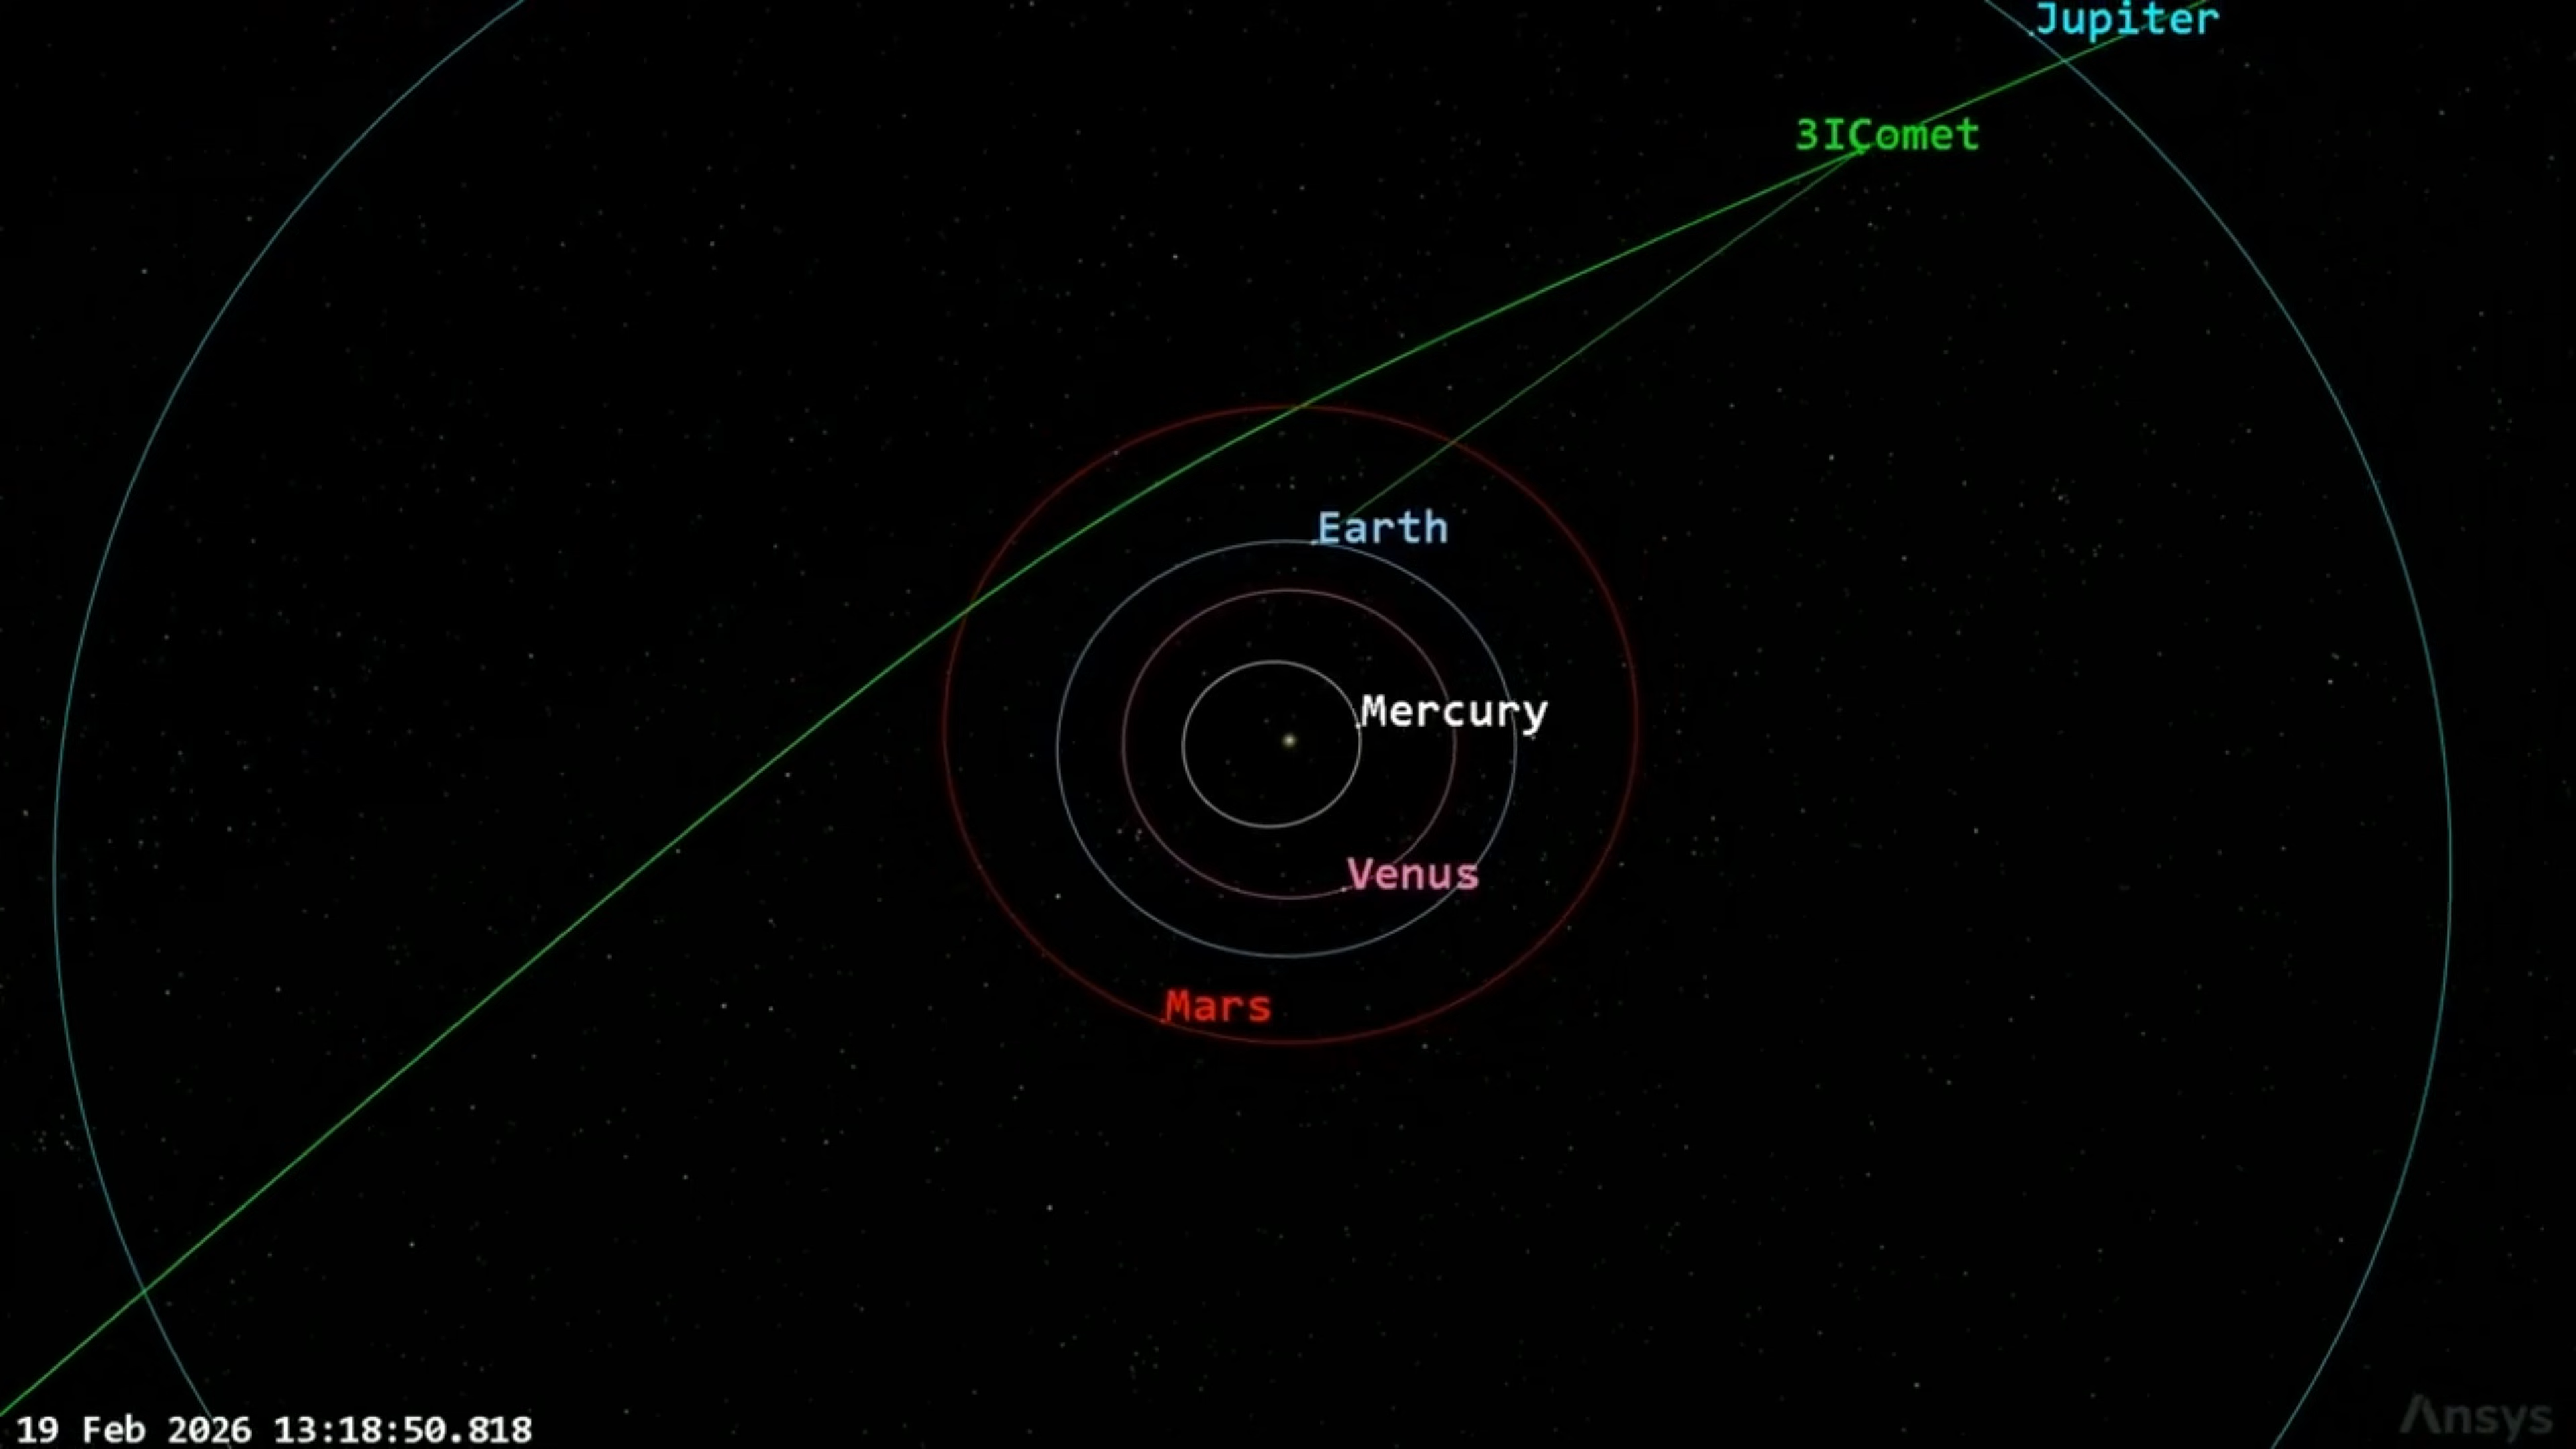 Jupiter
3IComet
Earth
Mercury
Venus
Mars
19 Feb 2026 13:18:50.818
Ansys